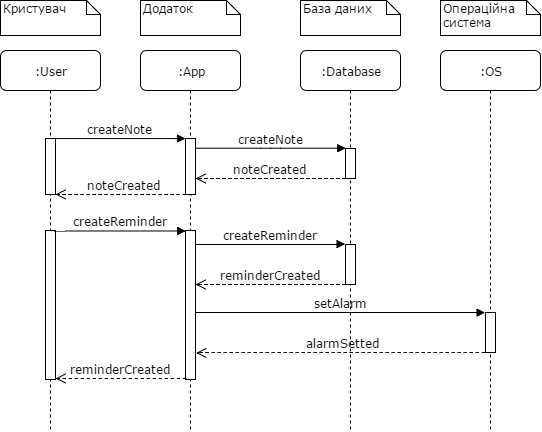 Кристувач
Додаток
База даних
Операційна
система
:User
:App
:Database
:OS
createNote
createNote
noteCreated
noteCreated
createReminder
createReminder
reminderCreated
setAlarm
alarmSetted
reminderCreated